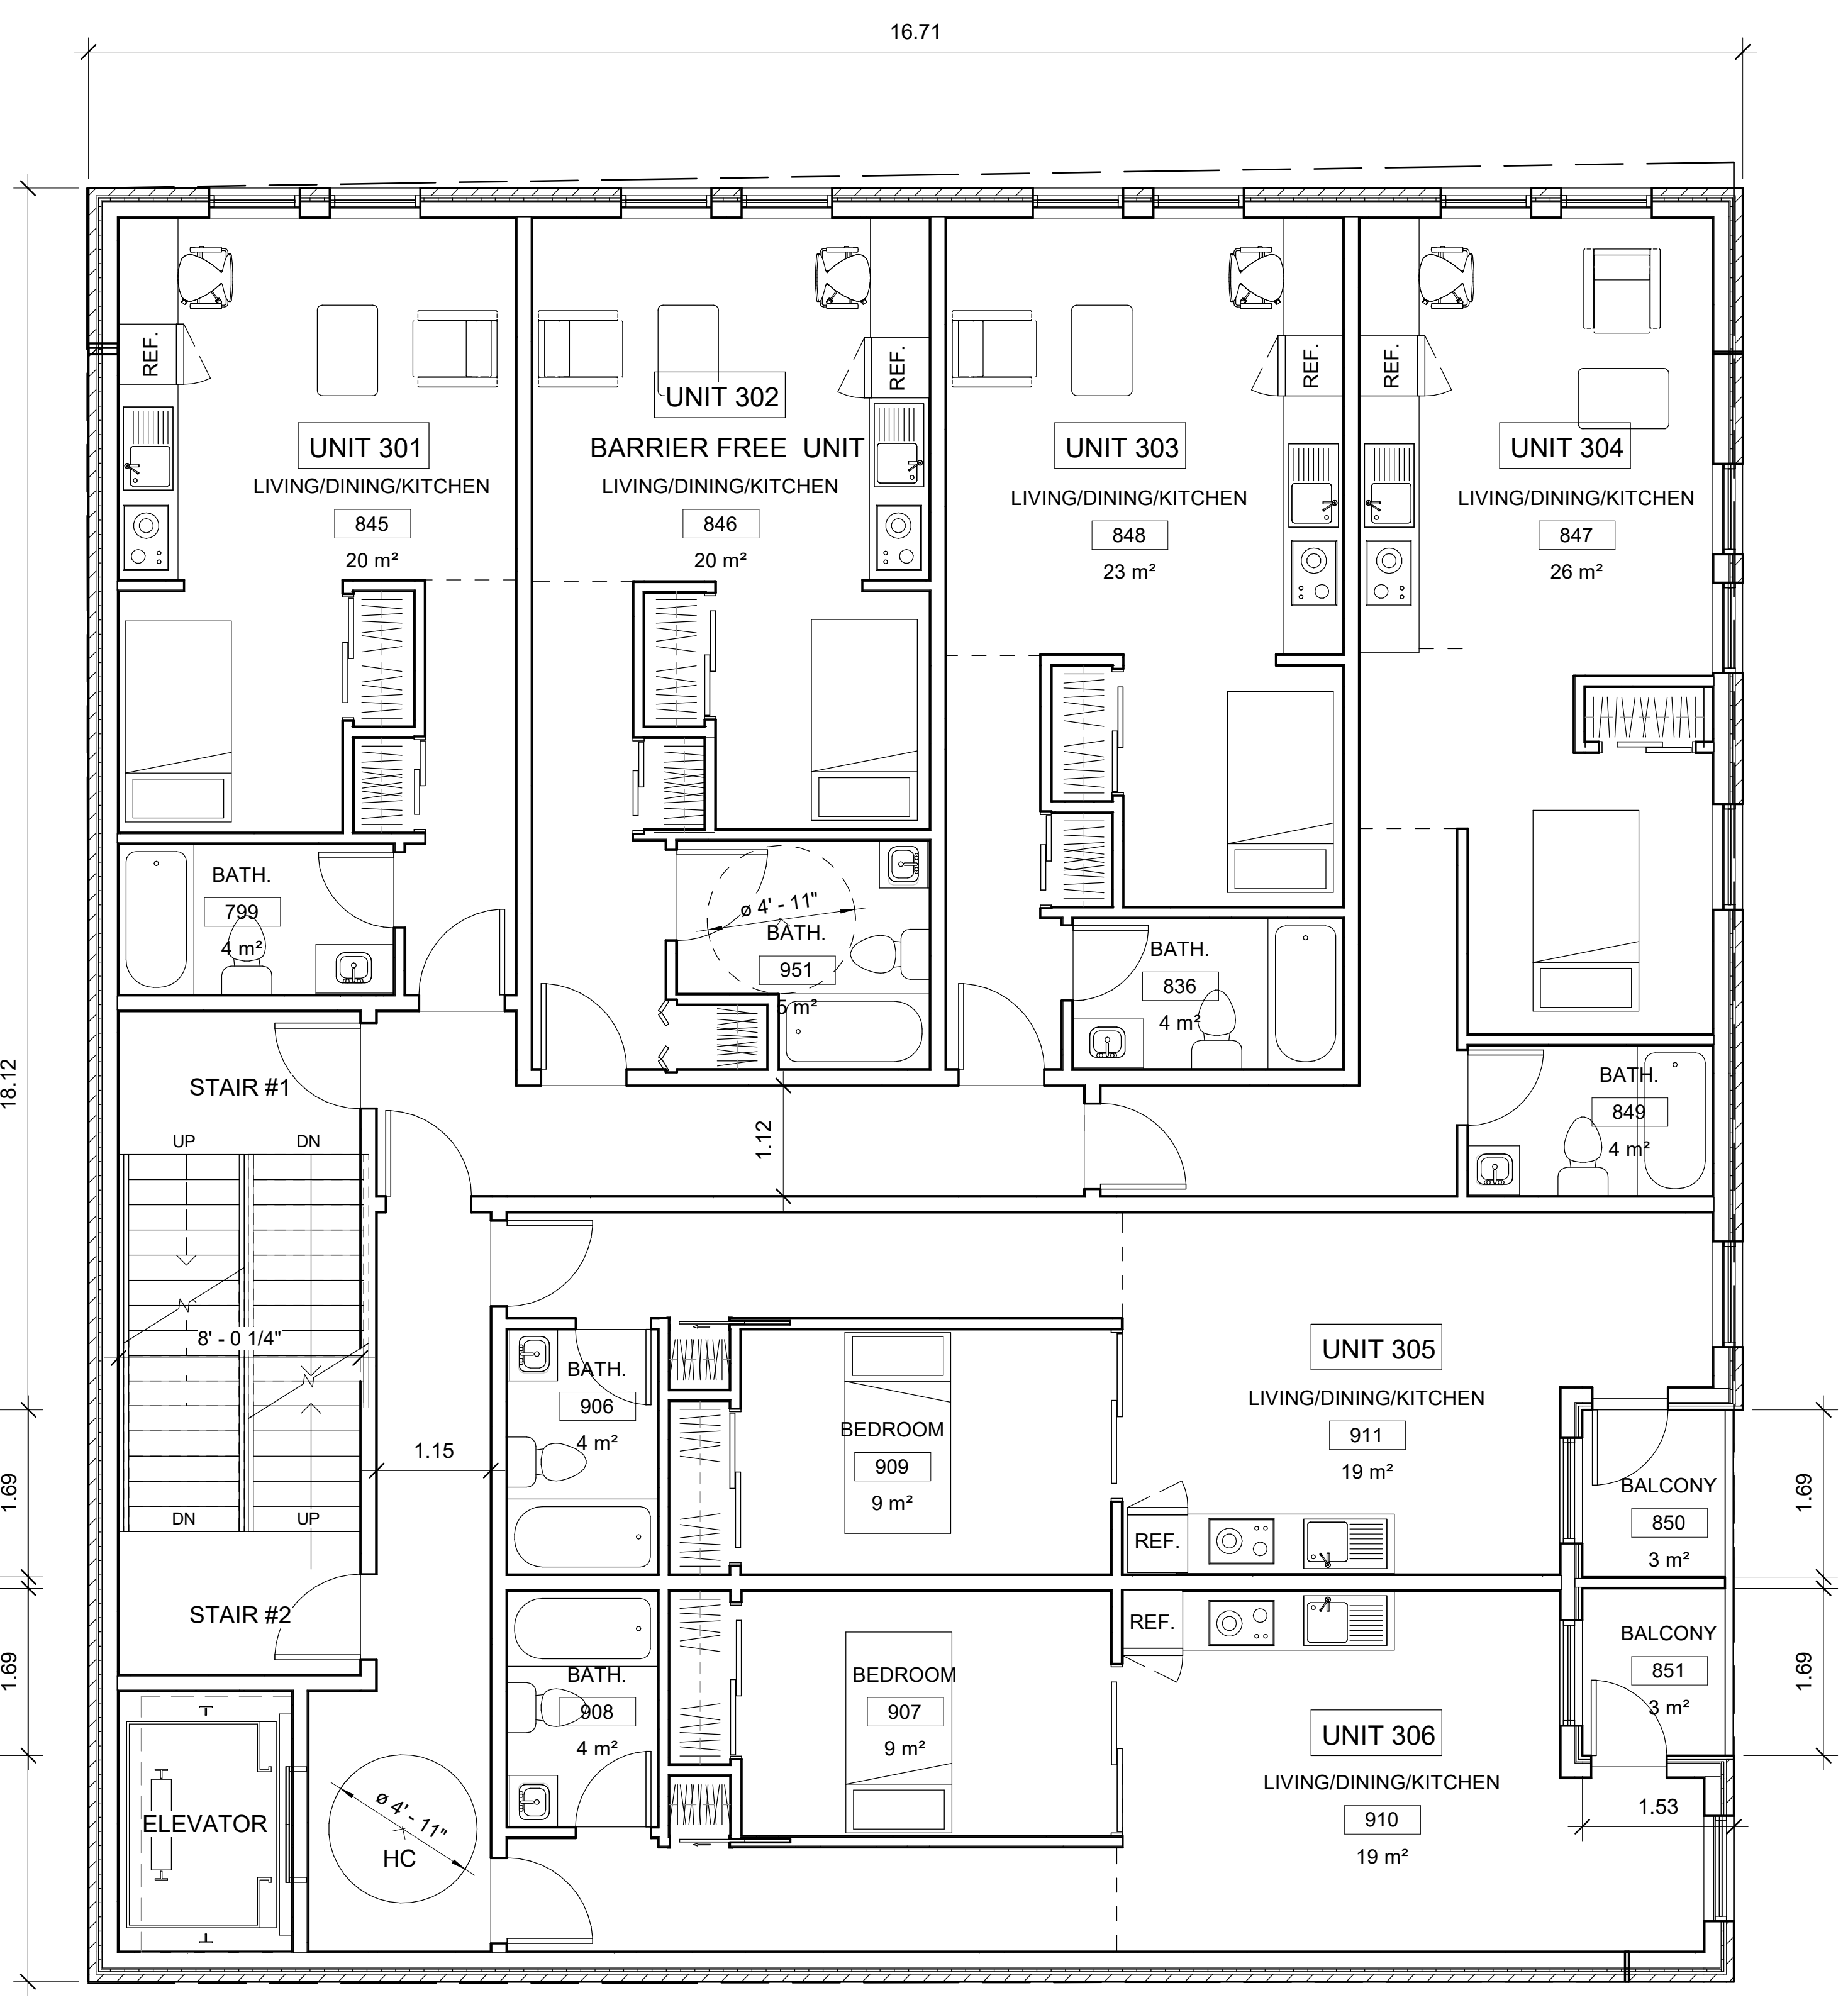 16.71
REF.
REF.
REF.
REF.
UNIT 301
LIVING/DINING/KITCHEN
845
20 m²
UNIT 302
BARRIER FREE UNIT
LIVING/DINING/KITCHEN
846
20 m²
UNIT 303
LIVING/DINING/KITCHEN
848
23 m²
UNIT 304
LIVING/DINING/KITCHEN
847
26 m²
BATH.
799
4 m²
ø 4' - 11"
BATH.
951
5 m²
BATH.
836
4 m²
BATH.
849
4 m²
18.12
STAIR #1
UP
DN
1.12
8' - 0 1/4"
DN
UP
STAIR #2
1.15
BATH.
906
4 m²
BEDROOM
909
9 m²
UNIT 305
LIVING/DINING/KITCHEN
911
19 m²
REF.
BALCONY
850
3 m²
1.69
1.69
REF.
BATH.
908
4 m²
BEDROOM
907
9 m²
UNIT 306
LIVING/DINING/KITCHEN
910
19 m²
BALCONY
851
3 m²
1.69
1.69
1.53
ELEVATOR
ø 4' - 11"
HC